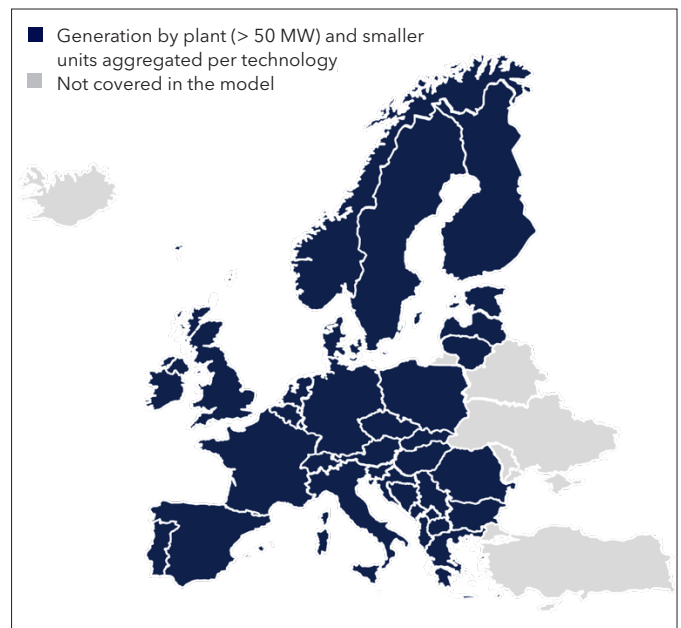 Generation by plant (> 50 MW) and smaller
units aggregated per technology
Not covered in the model